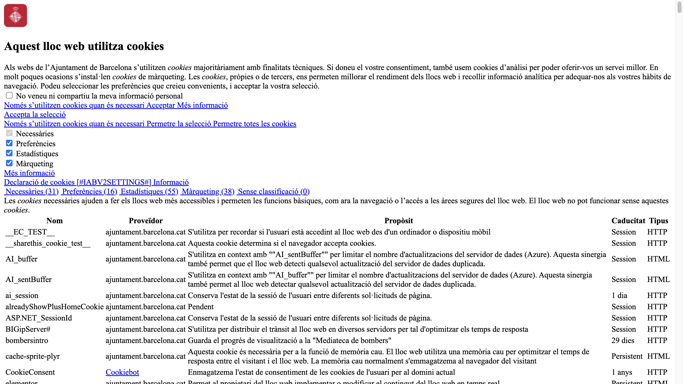 Aquest lloc web utilitza cookies
Als webs de l’Ajuntament de Barcelona s’utilitzen cookies majoritàriament amb finalitats tècniques. Si doneu el vostre consentiment, també usem cookies d’anàlisi per poder oferir-vos un servei millor. En
molt poques ocasions s’instal·len cookies de màrqueting. Les cookies, pròpies o de tercers, ens permeten millorar el rendiment dels llocs web i recollir informació analítica per adequar-nos als vostres hàbits de
navegació. Podeu seleccionar les preferències que creieu convenients, i acceptar la vostra selecció.
No veneu ni compartiu la meva informació personal
Només s’utilitzen cookies quan és necessari Acceptar Més informació
Accepta la selecció
Només s’utilitzen cookies quan és necessari Permetre la selecció Permetre totes les cookies
Necessàries
Preferències
Estadístiques
Màrqueting
Més informació
Declaració de cookies [#IABV2SETTINGS#] Informació
Necessàries (31) Preferències (16) Estadístiques (55) Màrqueting (38) Sense classificació (0)
Les cookies necessàries ajuden a fer els llocs web més accessibles i permeten les funcions bàsiques, com ara la navegació o l’accés a les àrees segures del lloc web. El lloc web no pot funcionar sense aquestes
cookies.
Nom Proveïdor Propòsit Caducitat Tipus
__EC_TEST__ ajuntament.barcelona.cat S'utilitza per recordar si l'usuari està accedint al lloc web des d'un ordinador o dispositiu mòbil Session HTTP
__sharethis_cookie_test__ ajuntament.barcelona.cat Aquesta cookie determina si el navegador accepta cookies. Session HTTP
AI_buffer ajuntament.barcelona.cat S'utilitza en context amb ""AI_sentBuffer"" per limitar el nombre d'actualitzacions del servidor de dades (Azure). Aquesta sinergia
també permet que el lloc web detecti qualsevol actualització del servidor de dades duplicada. Session HTML
AI_sentBuffer ajuntament.barcelona.cat S'utilitza en context amb ""AI_buffer"" per limitar el nombre d'actualitzacions del servidor de dades (Azure). Aquesta sinergia
també permet al lloc web detectar qualsevol actualització del servidor de dades duplicada. Session HTML
ai_session ajuntament.barcelona.cat Conserva l'estat de la sessió de l'usuari entre diferents sol·licituds de pàgina. 1 dia HTTP
alreadyShowPlusHomeCookie ajuntament.barcelona.cat Pendent Session HTTP
ASP.NET_SessionId ajuntament.barcelona.cat Conserva l'estat de la sessió de l'usuari entre diferents sol·licituds de pàgina. Session HTTP
BIGipServer# ajuntament.barcelona.cat S'utilitza per distribuir el trànsit al lloc web en diversos servidors per tal d'optimitzar els temps de resposta Session HTTP
bombersintro ajuntament.barcelona.cat Guarda el progrés de visualització a la "Mediateca de bombers" 29 dies HTTP
cache-sprite-plyr ajuntament.barcelona.cat Aquesta cookie és necessària per a la funció de memòria cau. El lloc web utilitza una memòria cau per optimitzar el temps de
resposta entre el visitant i el lloc web. La memòria cau normalment s'emmagatzema al navegador del visitant Persistent HTML
CookieConsent Cookiebot Enmagatzema l'estat de consentiment de les cookies de l'usuari per al domini actual 1 anys HTTP